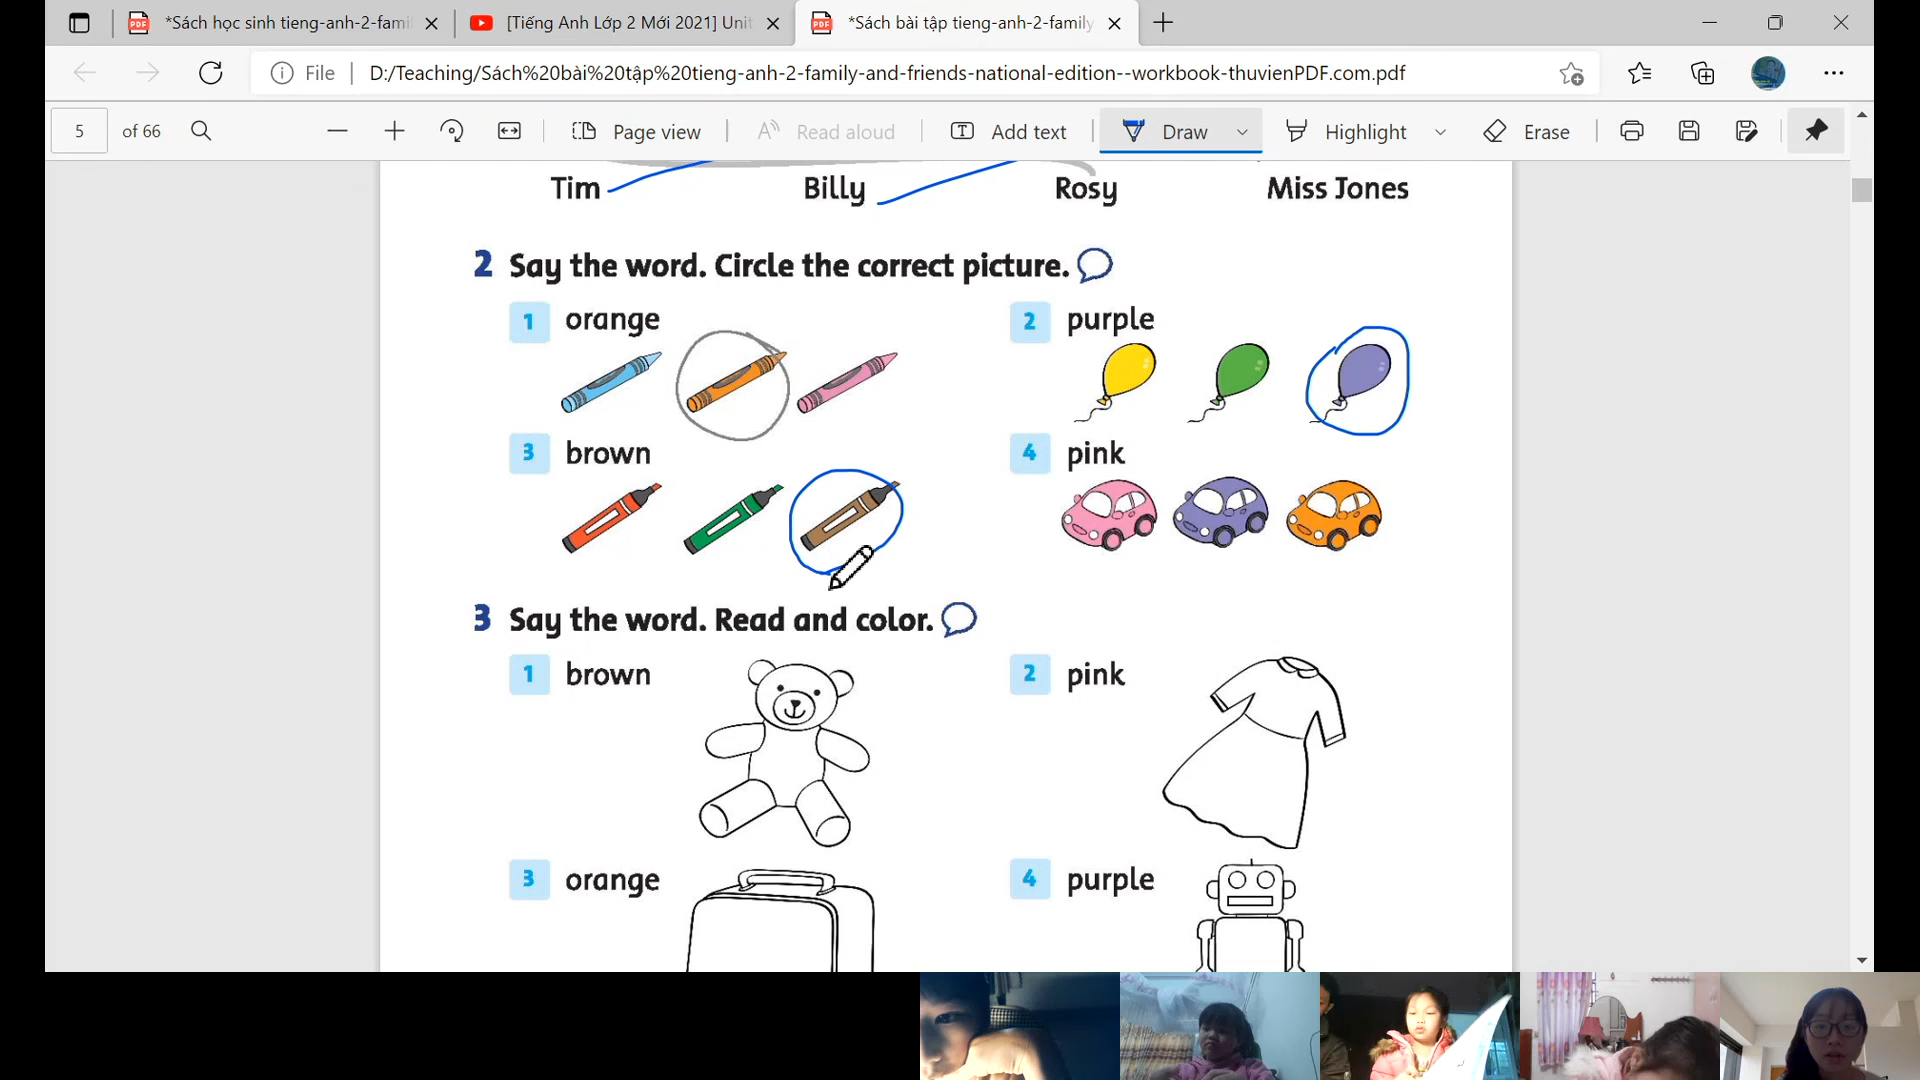 *Sách học sinh tieng-anh-2-famil
[Tiếng Anh Lớp 2 Mới 2021] Unit
*Sách bài tập tieng-anh-2-family
File
D:/Teaching/Sách%20bài%20tập%20tieng-anh-2-family-and-friends-national-edition--workbook-thuvienPDF.com.pdf
5 of 66
Page view
Read aloud
Add text
Draw
Highlight
Erase
Tim Billy Rosy Miss Jones
2 Say the word. Circle the correct picture.
1 orange
2 purple
3 brown
4 pink
3 Say the word. Read and color.
1 brown
2 pink
3 orange
4 purple